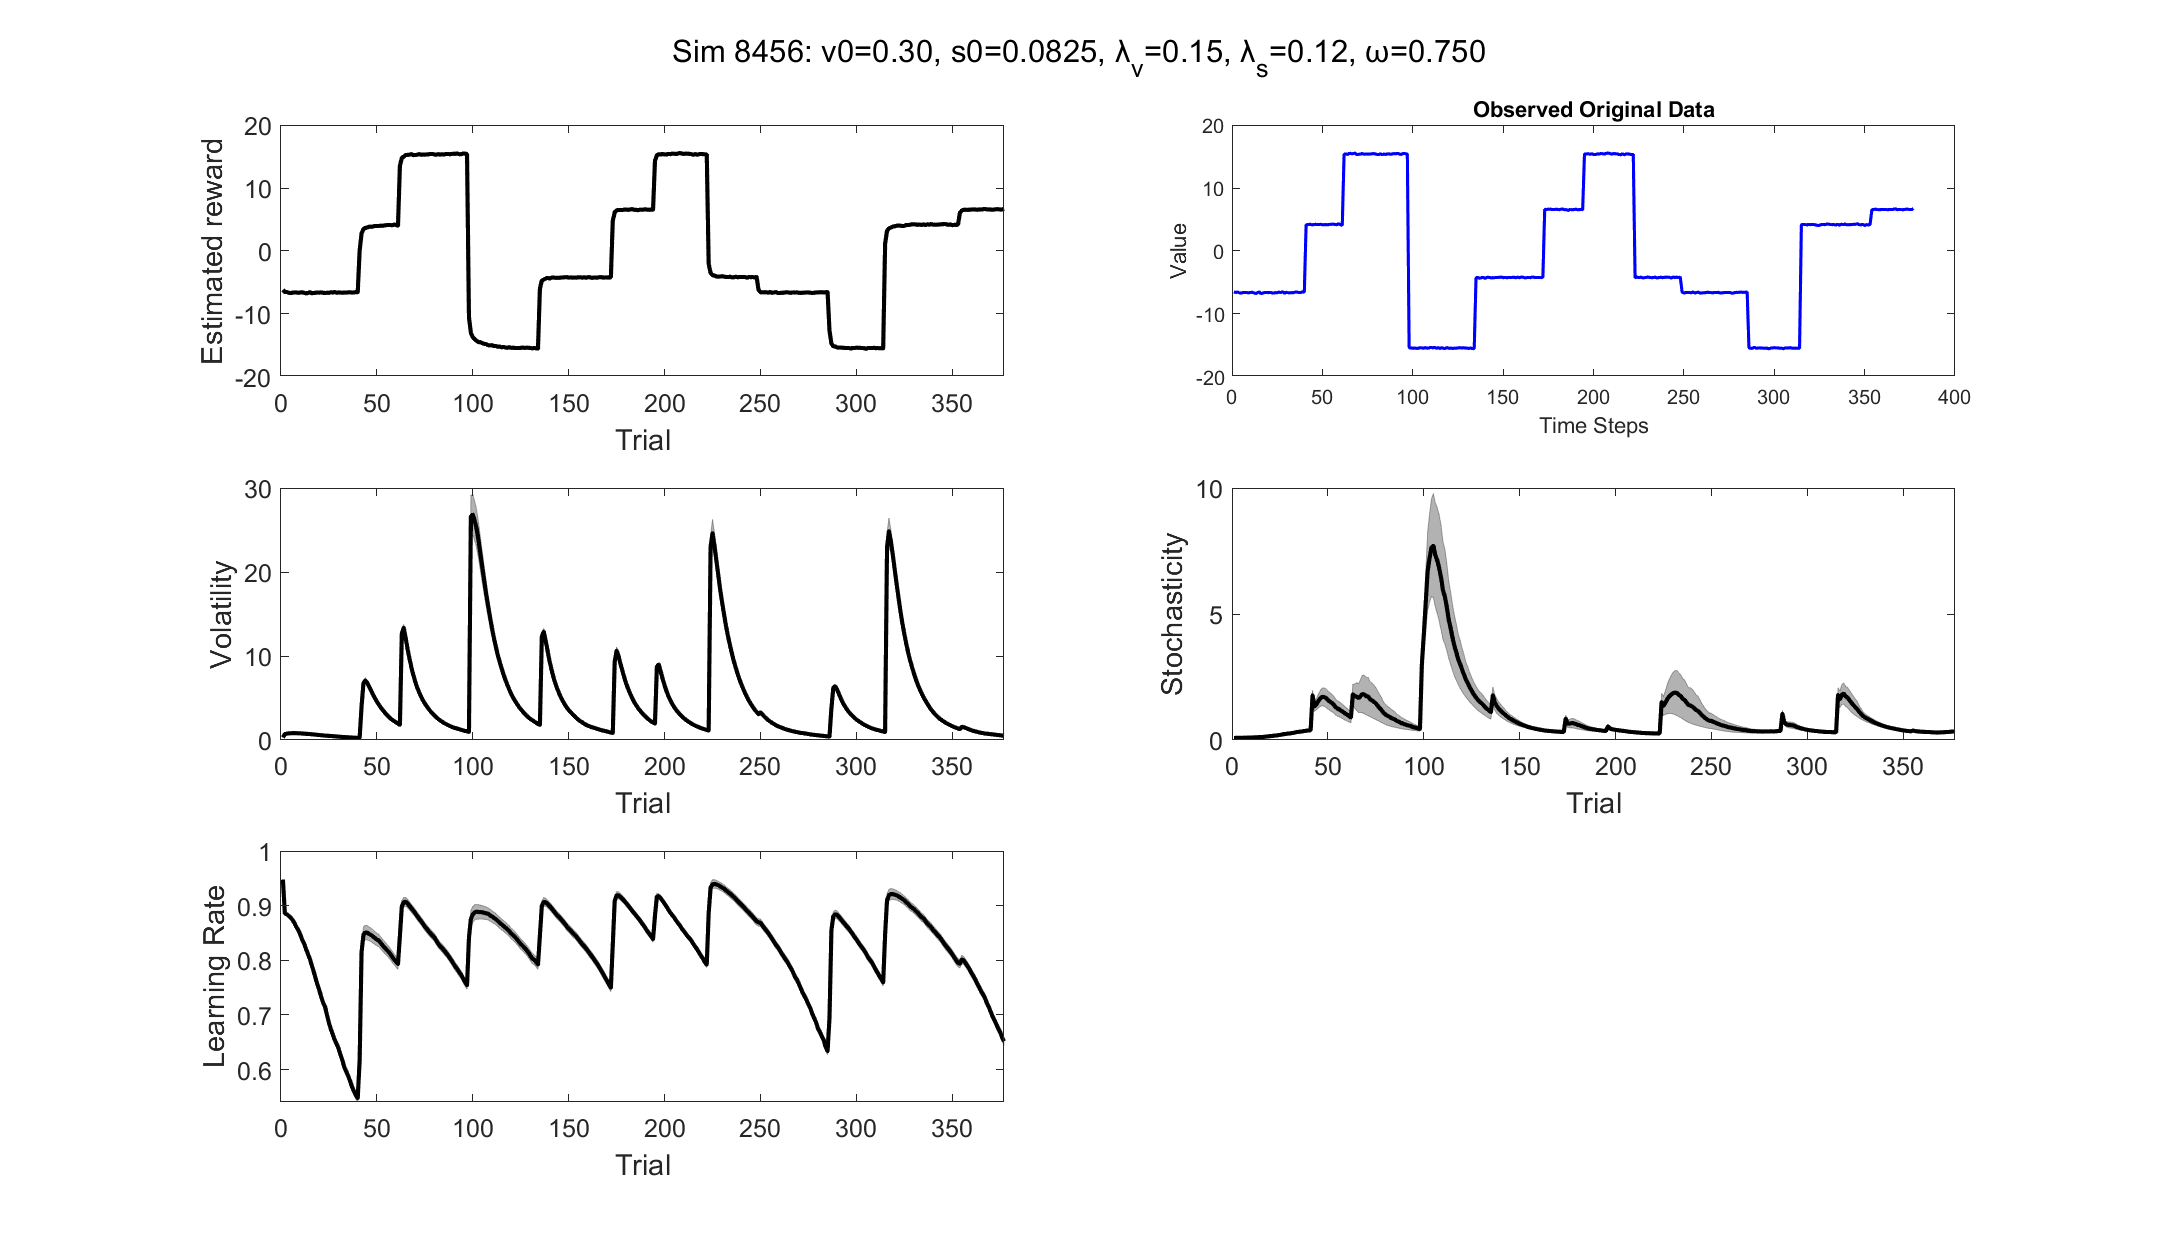 Sim 8456: v0=0.30, s0=0.0825, λ_v=0.15, λ_s=0.12, ω=0.750
20
10
0
-10
-20
Estimated reward
0 50 100 150 200 250 300 350
Trial
Observed Original Data
20
10
0
-10
-20
Value
0 50 100 150 200 250 300 350 400
Time Steps
30
20
10
0
Volatility
0 50 100 150 200 250 300 350
Trial
10
5
0
Stochasticity
0 50 100 150 200 250 300 350
Trial
1
0.9
0.8
0.7
0.6
Learning Rate
0 50 100 150 200 250 300 350
Trial